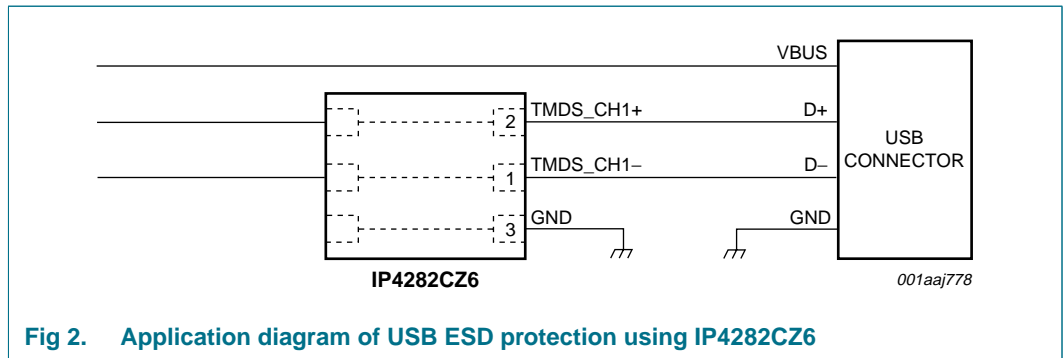 VBUS
2 TMDS_CH1+ D+
USB
CONNECTOR
1 TMDS_CH1− D−
3 GND GND
IP4282CZ6
001aaj778
Fig 2. Application diagram of USB ESD protection using IP4282CZ6